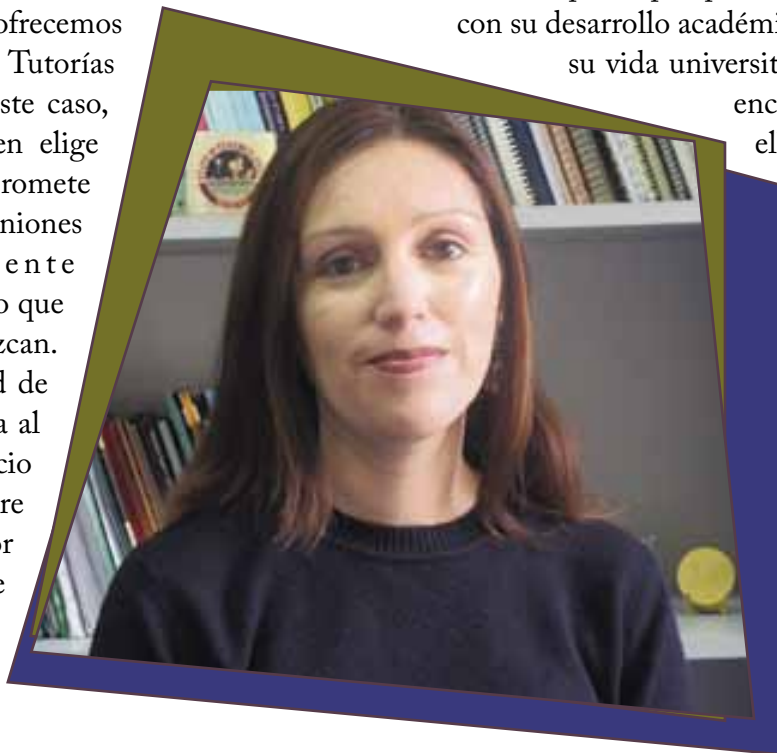 ofrecemos
Tutorías
ste caso,
en elige
romete
niones
e n t e
o que
zcan.
d de
a al
cio
re
or
e
con su desarrollo académi
su vida universit
enc
el